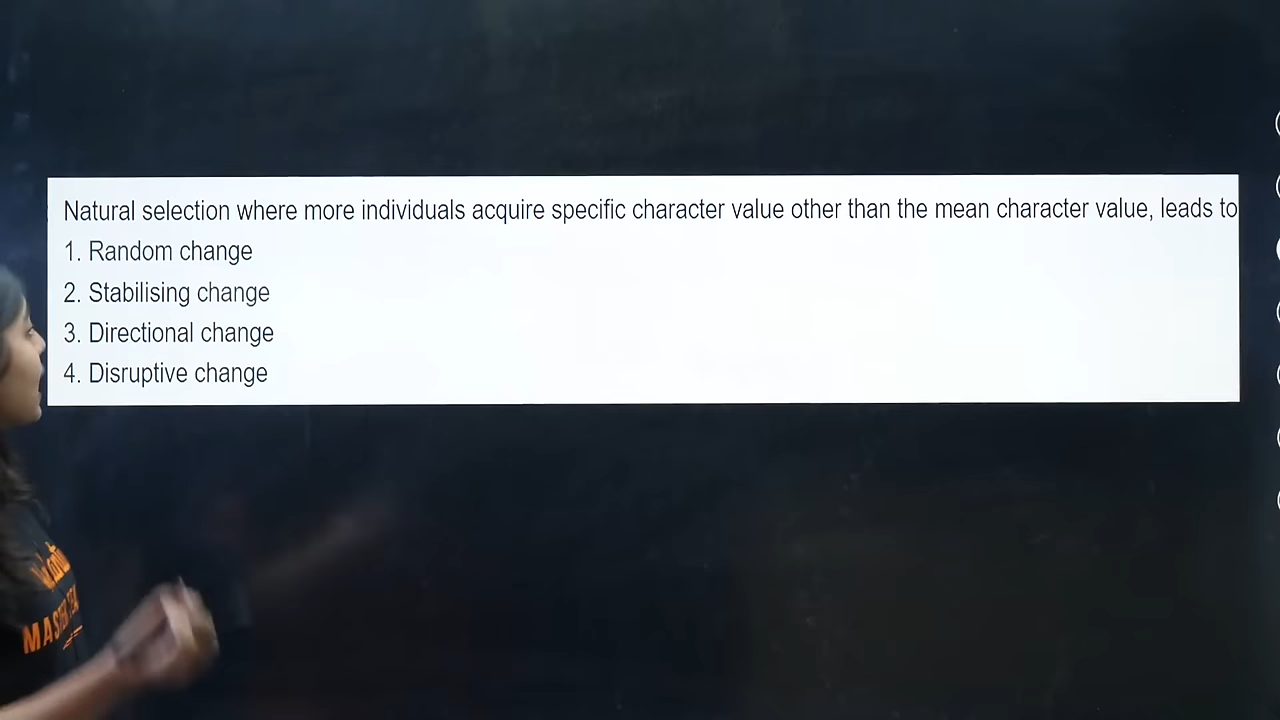 Natural selection where more individuals acquire specific character value other than the mean character value, leads to
1. Random change
2. Stabilising change
3. Directional change
4. Disruptive change